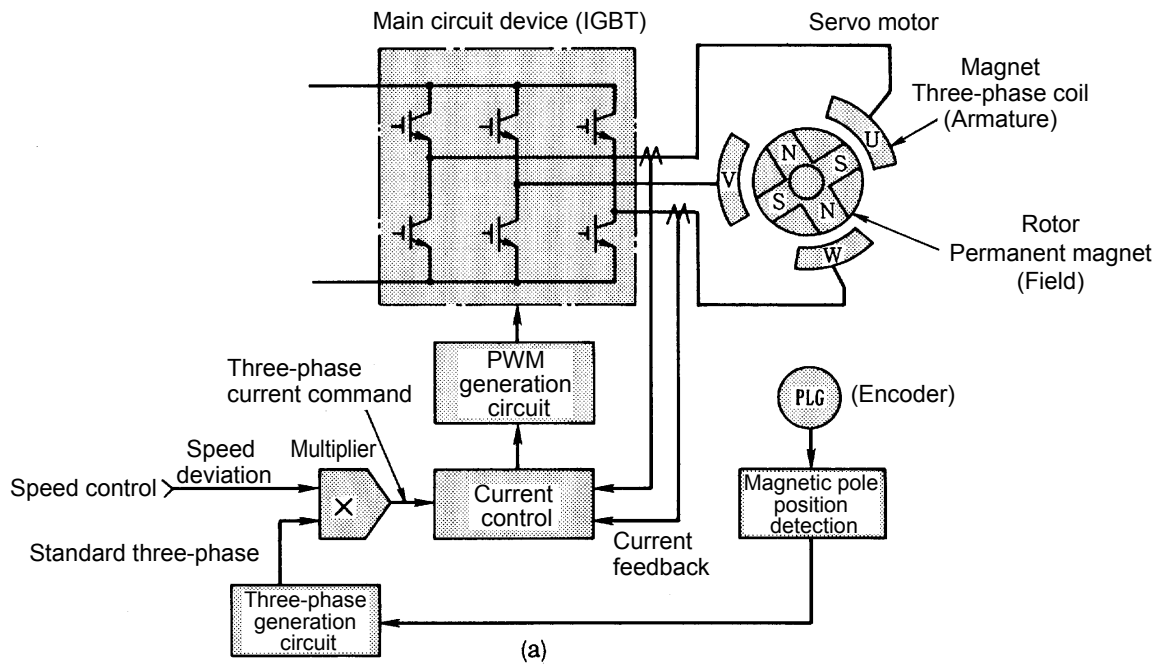 Main circuit device (IGBT)
Servo motor
Magnet
Three-phase coil
(Armature)
U
N
S
V
S
N
W
Rotor
Permanent magnet
(Field)
Three-phase
current command
PWM
generation
circuit
PLG
(Encoder)
Speed
deviation
Multiplier
Speed control
×
Current
control
Magnetic pole
position
detection
Standard three-phase
Current
feedback
Three-phase
generation
circuit
(a)